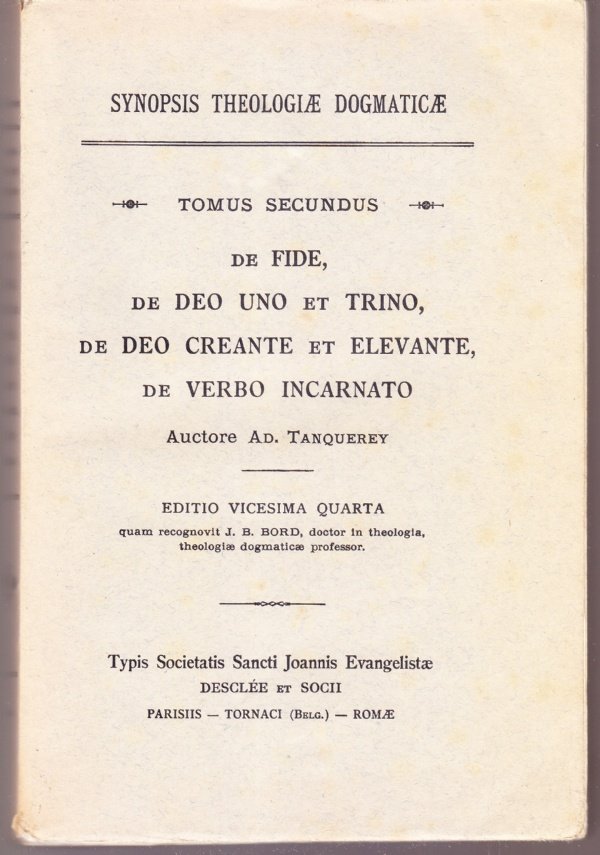 SYNOPSIS THEOLOGIÆ DOGMATICÆ
TOMUS SECUNDUS
DE FIDE,
DE DEO UNO ET TRINO,
DE DEO CREANTE ET ELEVANTE,
DE VERBO INCARNATO
Auctore AD. TANQUEREY
EDITIO VICESIMA QUARTA
quam recognovit J. B. BORD, doctor in theologia,
theologiæ dogmaticæ professor.
Typis Societatis Sancti Joannis Evangelistæ
DESCLÉE ET SOCII
PARISIIS — TORNACI (BELG.) — ROMÆ